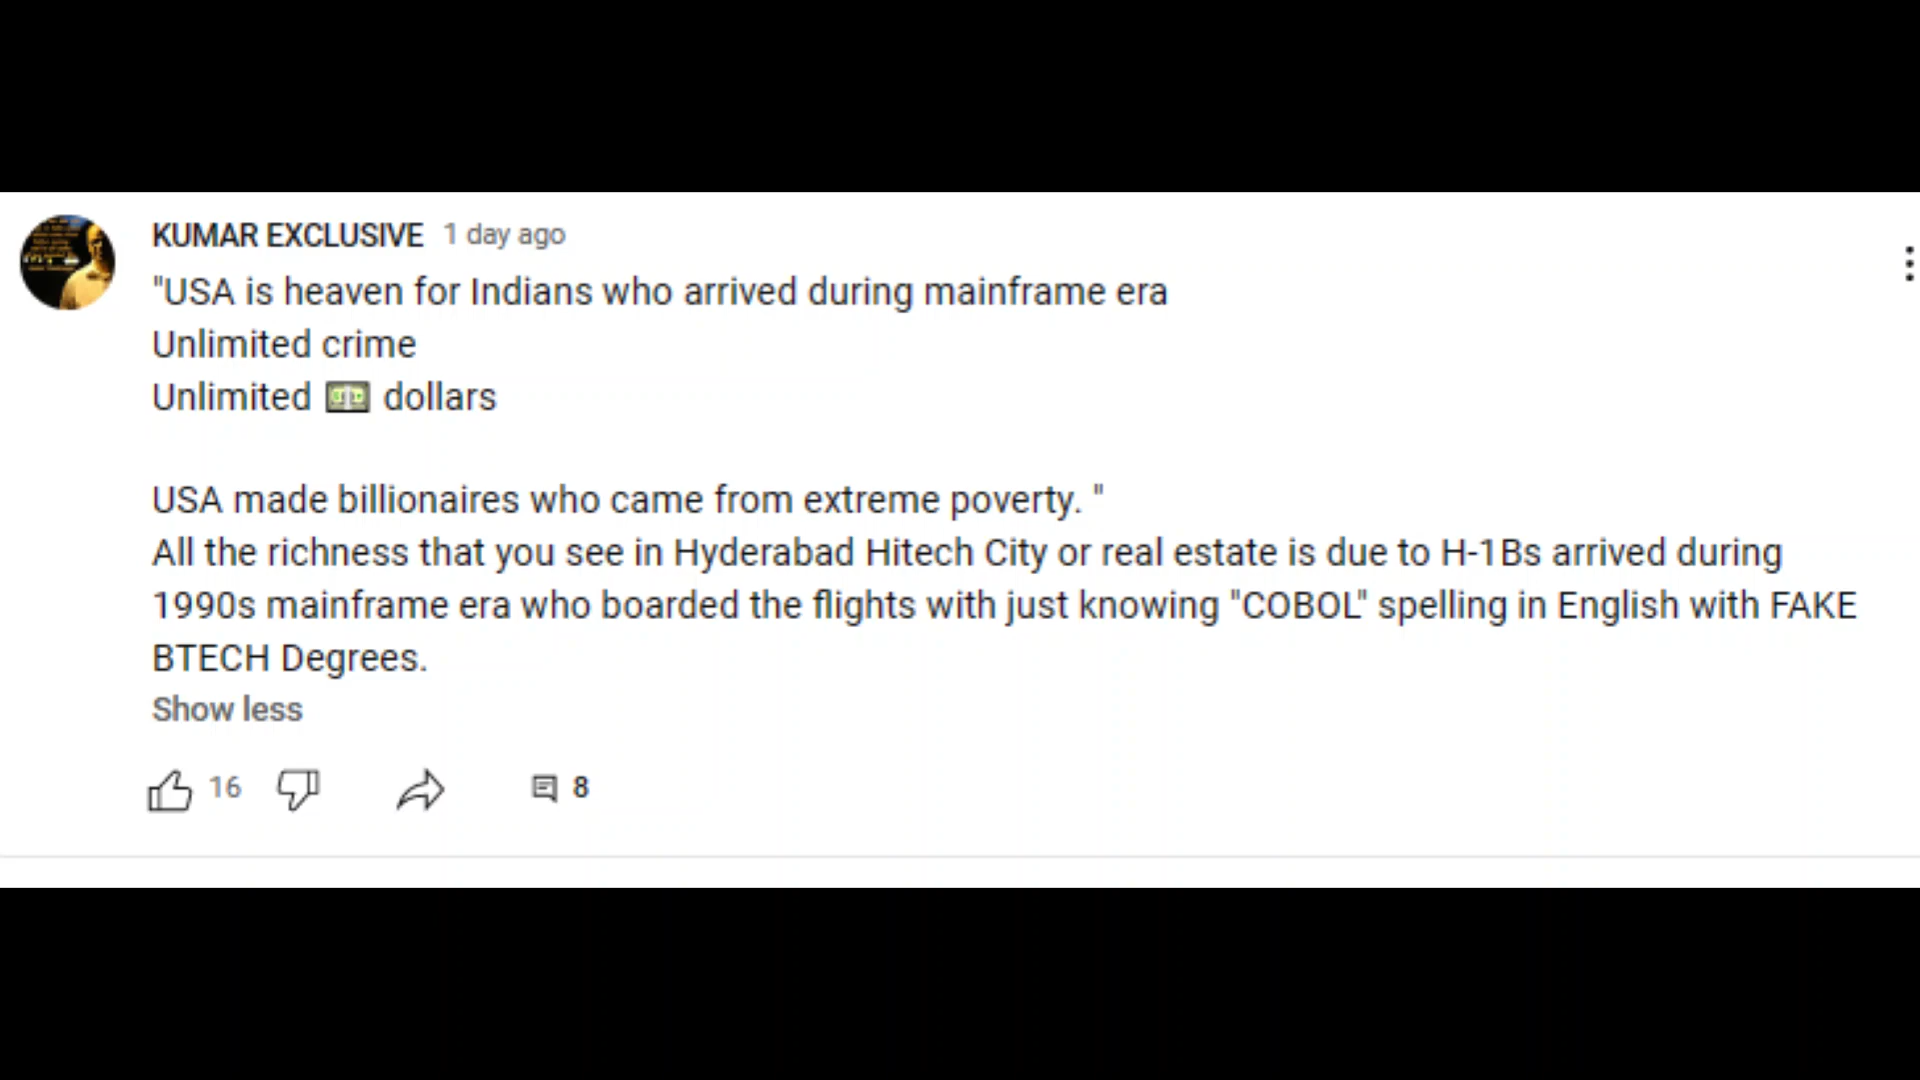 KUMAR EXCLUSIVE 1 day ago
"USA is heaven for Indians who arrived during mainframe era
Unlimited crime
Unlimited 💵 dollars
USA made billionaires who came from extreme poverty. "
All the richness that you see in Hyderabad Hitech City or real estate is due to H-1Bs arrived during
1990s mainframe era who boarded the flights with just knowing "COBOL" spelling in English with FAKE
BTECH Degrees.
Show less
16 8